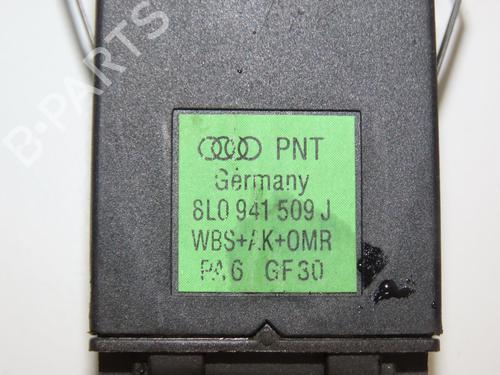 PNT
Germany
8L0 941 509 J
WBS+AK+OMR
PA6 GF30
B-PARTS